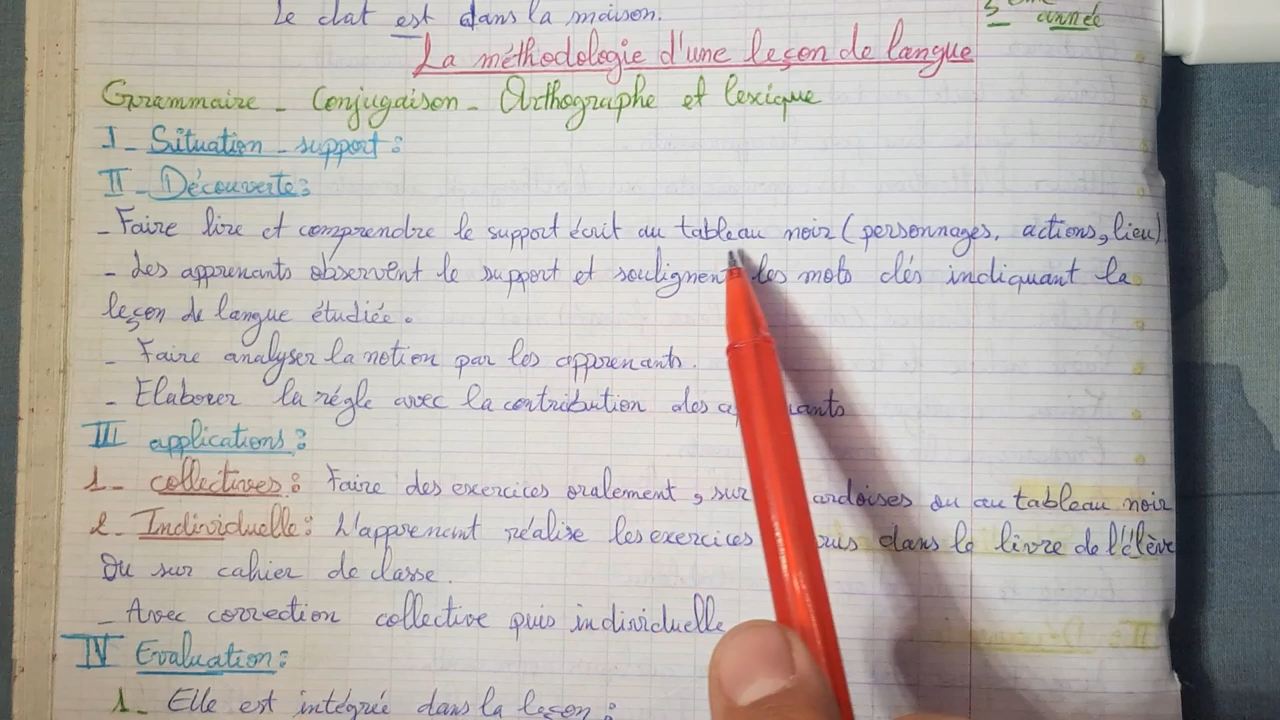 Le chat est dans la maison.
3ème année
La méthodologie d'une leçon de langue
Grammaire - Conjugaison - Orthographe et lexique
I - Situation - support :
II - Découverte :
- Faire lire et comprendre le support écrit au tableau noir ( personnages, actions, lieu)
- Les apprenants observent le support et soulignent les mots clés indiquant la
leçon de langue étudiée .
- Faire analyser la notion par les apprenants.
- Elaborer la régle avec la contribution des
III applications :
1 - collectives : Faire des exercices oralement , sur ardoises ou au tableau noir
2 - Individuelle : L'apprenant réalise les exercices dans le livre de l'élève
Ou sur cahier de classe.
- Avec correction collective puis individuelle
IV Evaluation :
1 - Elle est intégrée dans la leçon :